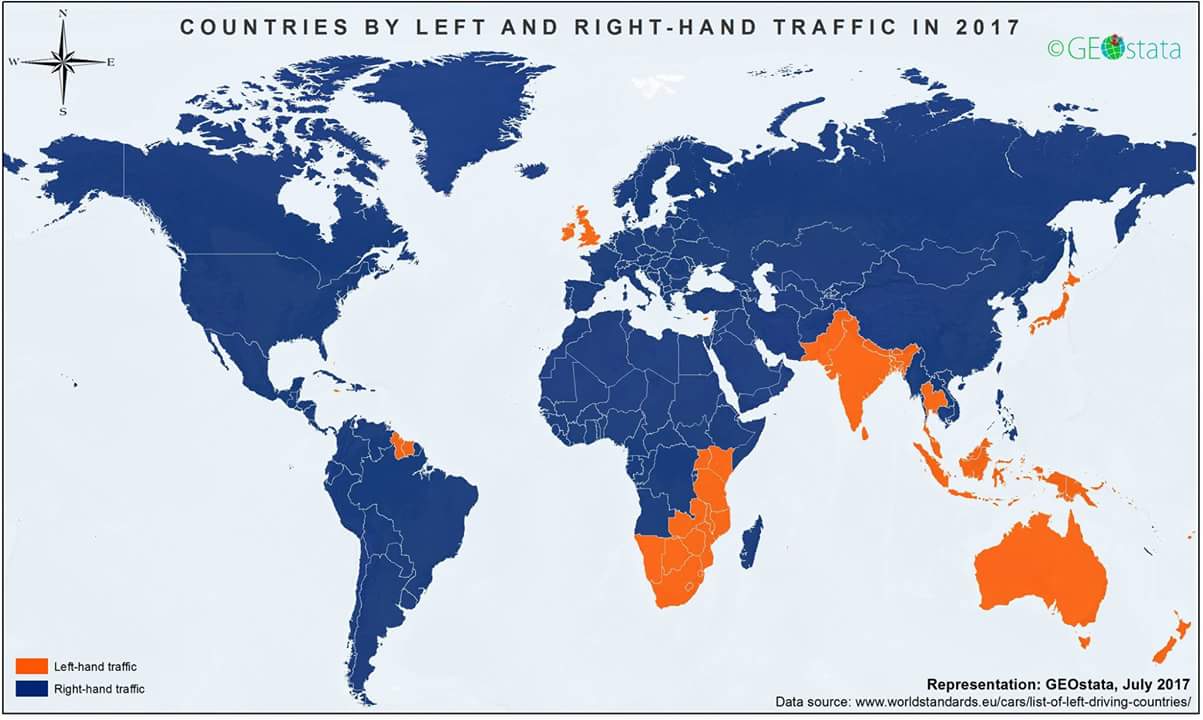 COUNTRIES BY LEFT AND RIGHT-HAND TRAFFIC IN 2017
N
W E
S
©GEOstata
Left-hand traffic
Right-hand traffic
Representation: GEOstata, July 2017
Data source: www.worldstandards.eu/cars/list-of-left-driving-countries/